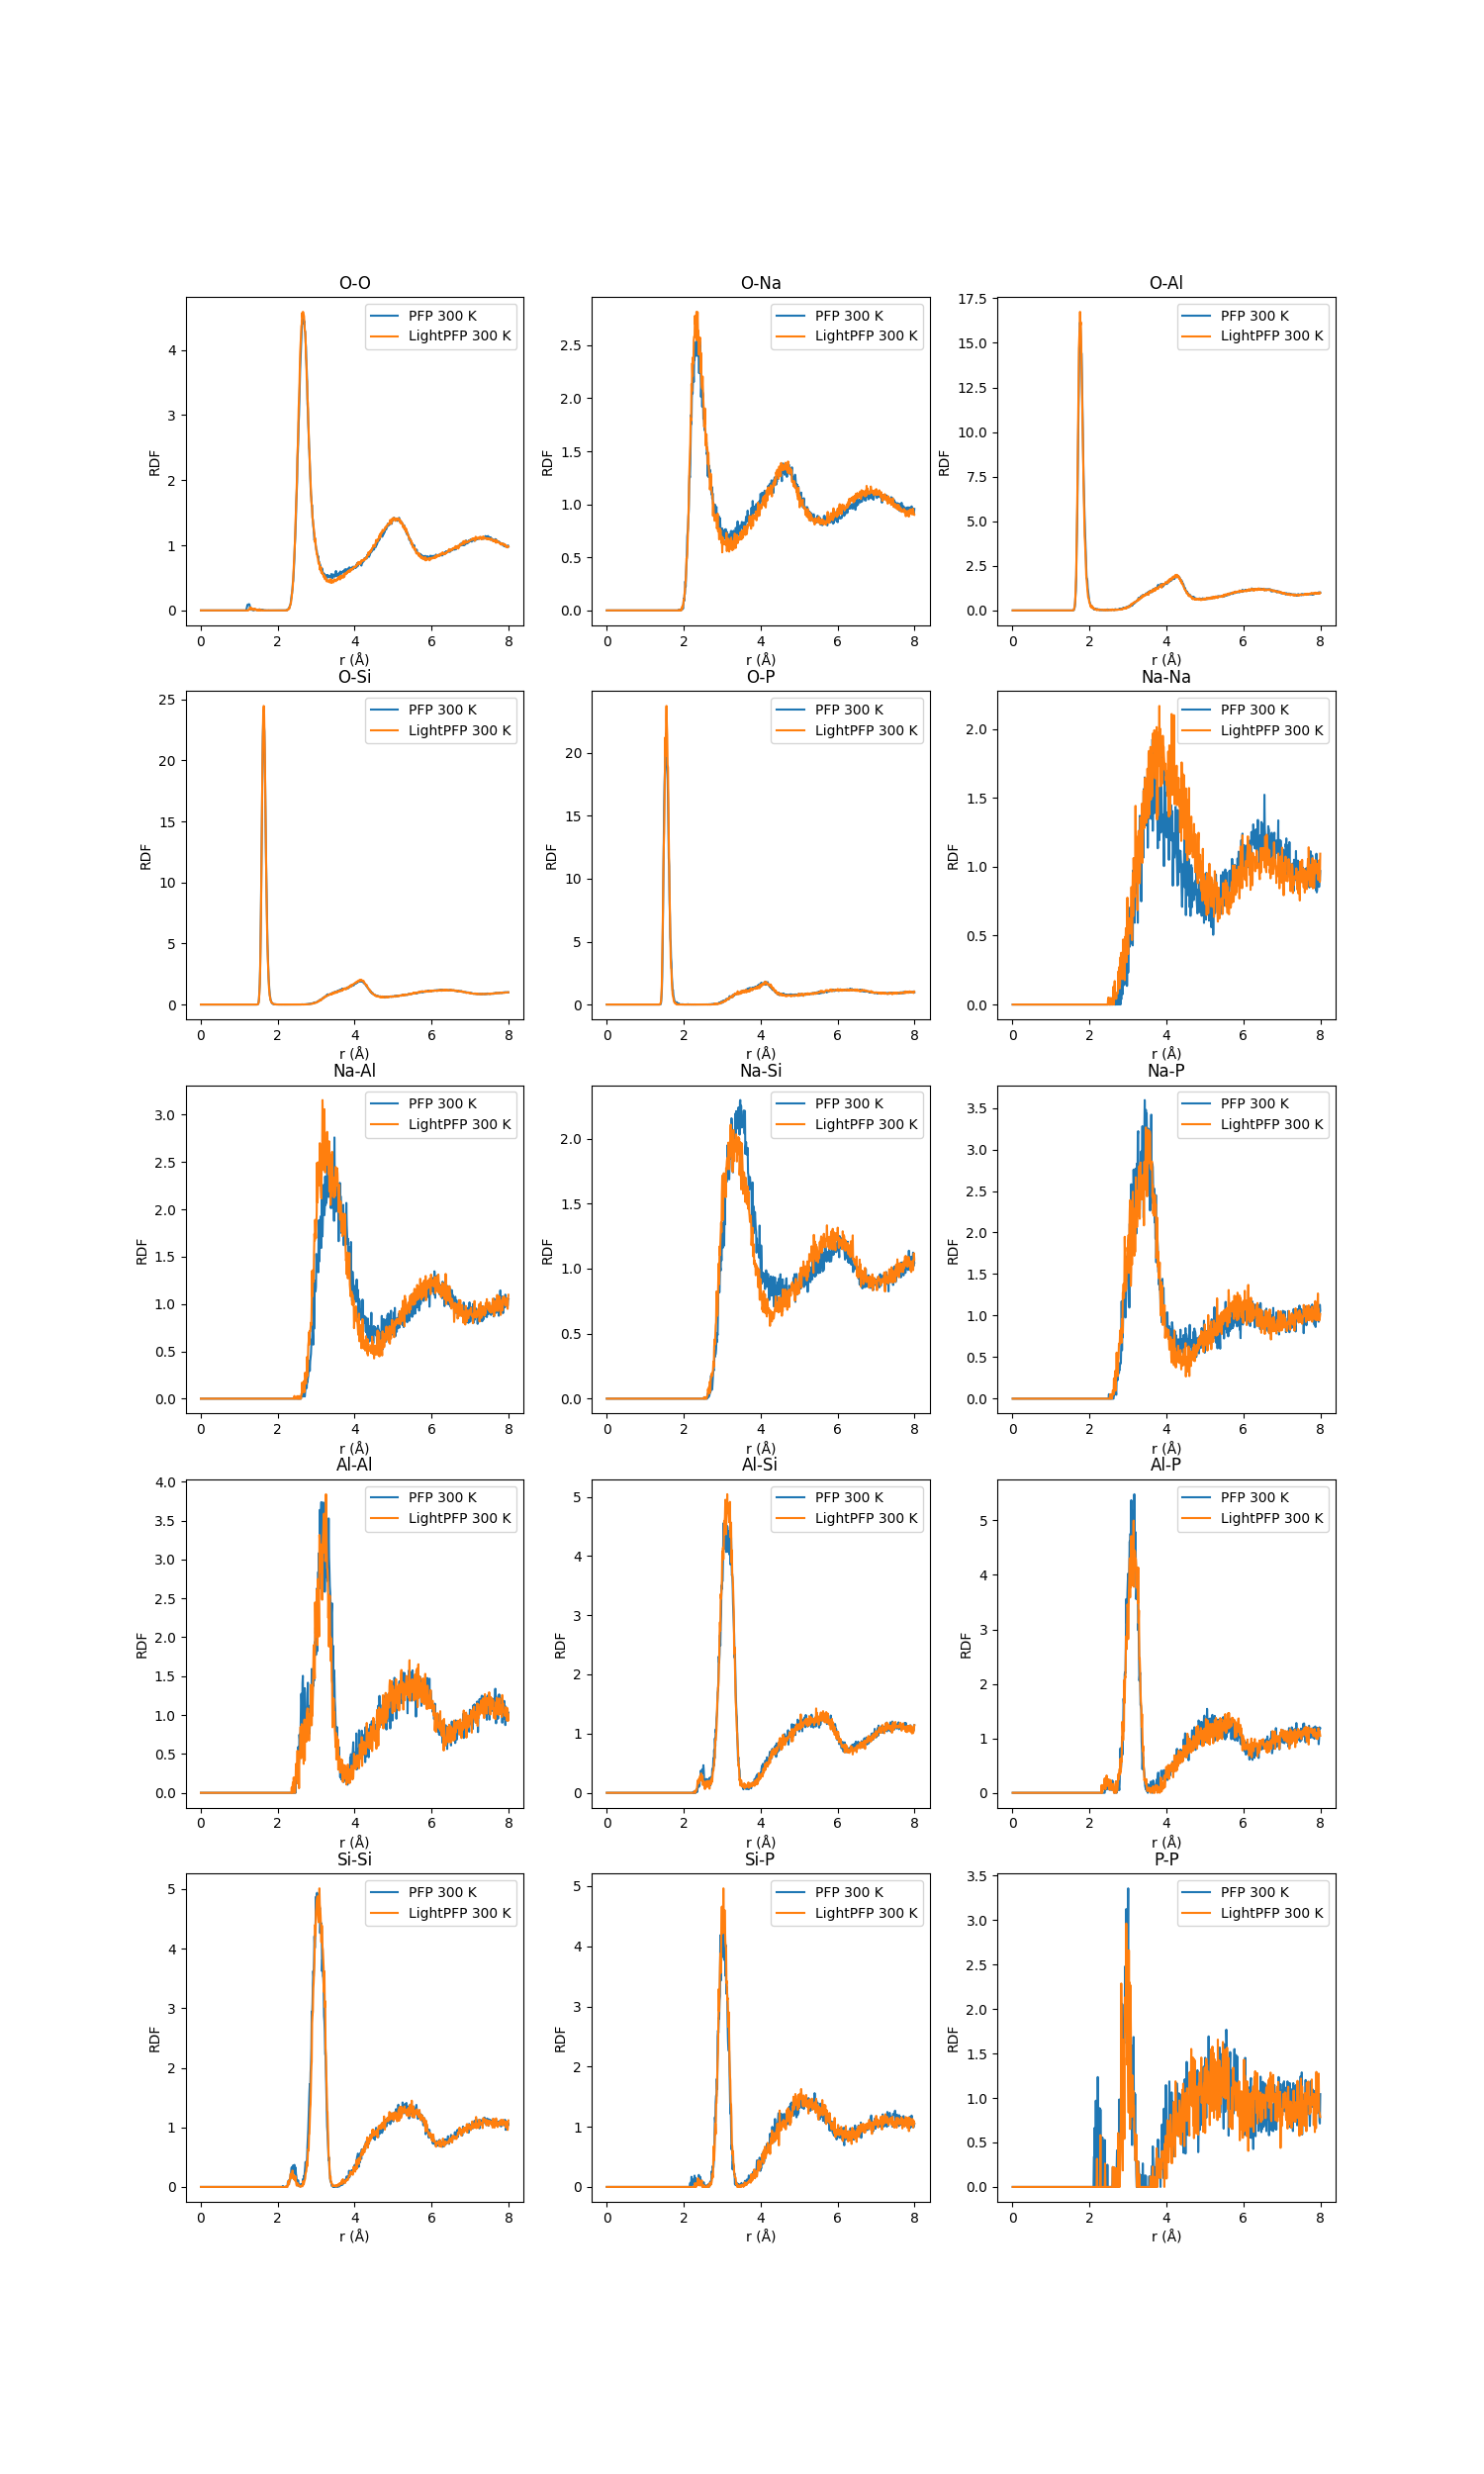 O-O
O-Na
O-Al
PFP 300 K
LightPFP 300 K
PFP 300 K
LightPFP 300 K
PFP 300 K
LightPFP 300 K
RDF
4
3
2
1
0
RDF
2.5
2.0
1.5
1.0
0.5
0.0
RDF
17.5
15.0
12.5
10.0
7.5
5.0
2.5
0.0
0 2 4 6 8
0 2 4 6 8
0 2 4 6 8
r (Å)
r (Å)
r (Å)
O-Si
O-P
Na-Na
PFP 300 K
LightPFP 300 K
PFP 300 K
LightPFP 300 K
PFP 300 K
LightPFP 300 K
RDF
25
20
15
10
5
0
RDF
20
15
10
5
0
RDF
2.0
1.5
1.0
0.5
0.0
0 2 4 6 8
0 2 4 6 8
0 2 4 6 8
r (Å)
r (Å)
r (Å)
Na-Al
Na-Si
Na-P
PFP 300 K
LightPFP 300 K
PFP 300 K
LightPFP 300 K
PFP 300 K
LightPFP 300 K
RDF
3.0
2.5
2.0
1.5
1.0
0.5
0.0
RDF
2.0
1.5
1.0
0.5
0.0
RDF
3.5
3.0
2.5
2.0
1.5
1.0
0.5
0.0
0 2 4 6 8
0 2 4 6 8
0 2 4 6 8
r (Å)
r (Å)
r (Å)
Al-Al
Al-Si
Al-P
PFP 300 K
LightPFP 300 K
PFP 300 K
LightPFP 300 K
PFP 300 K
LightPFP 300 K
RDF
4.0
3.5
3.0
2.5
2.0
1.5
1.0
0.5
0.0
RDF
5
4
3
2
1
0
RDF
5
4
3
2
1
0
0 2 4 6 8
0 2 4 6 8
0 2 4 6 8
r (Å)
r (Å)
r (Å)
Si-Si
Si-P
P-P
PFP 300 K
LightPFP 300 K
PFP 300 K
LightPFP 300 K
PFP 300 K
LightPFP 300 K
RDF
5
4
3
2
1
0
RDF
5
4
3
2
1
0
RDF
3.5
3.0
2.5
2.0
1.5
1.0
0.5
0.0
0 2 4 6 8
0 2 4 6 8
0 2 4 6 8
r (Å)
r (Å)
r (Å)